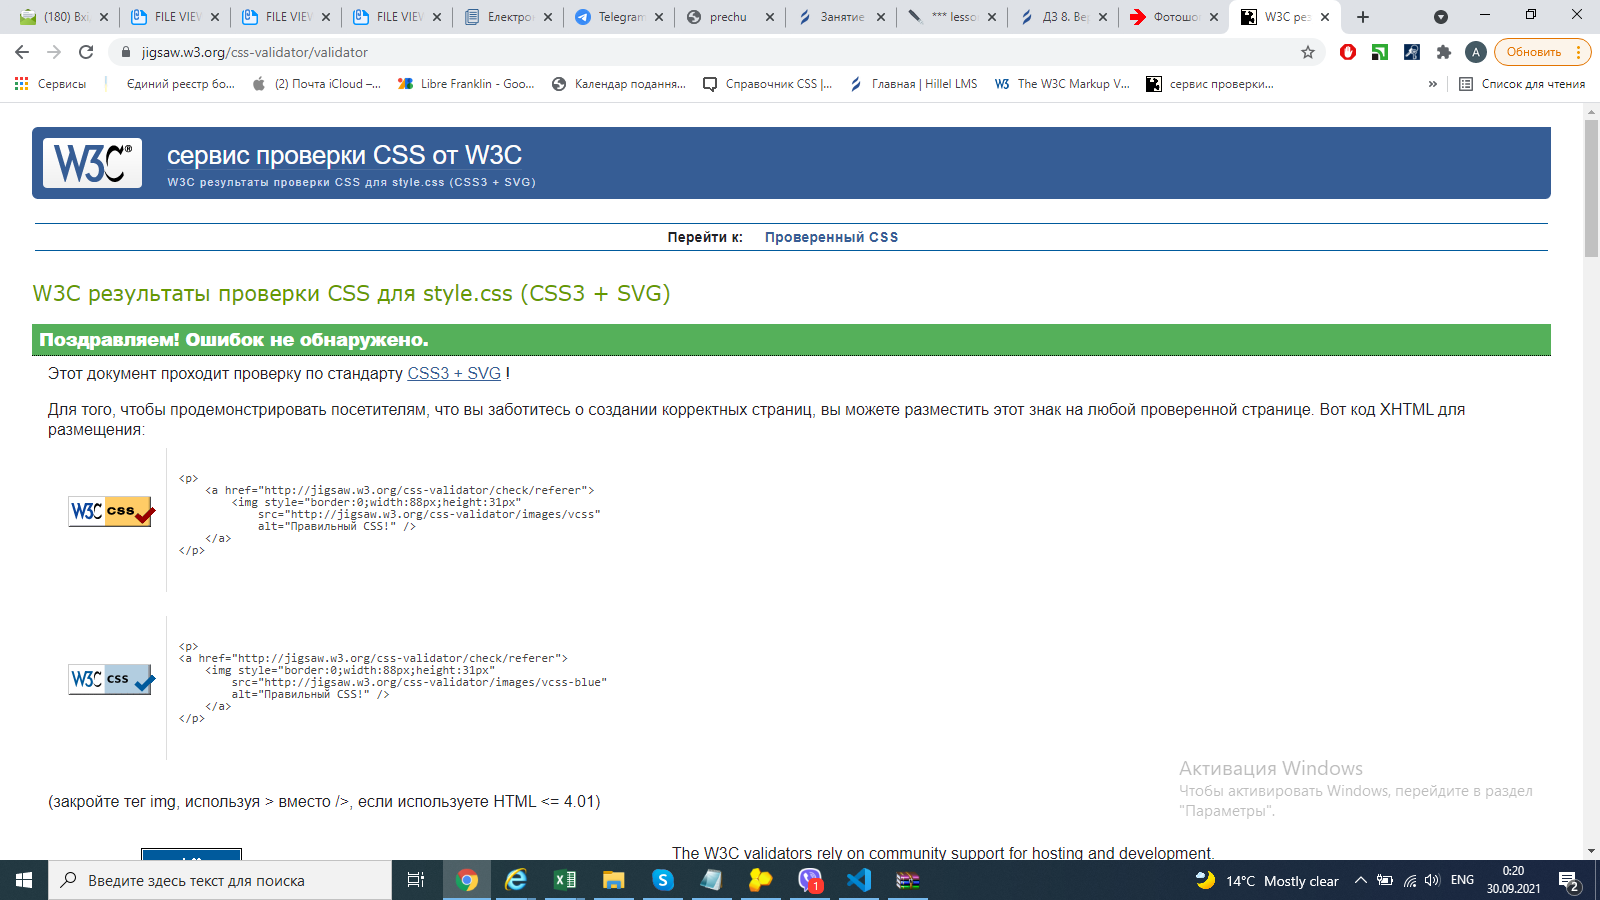 (180) Вхі
FILE VIEW
FILE VIEW
FILE VIEW
Електрон
Telegram
prechu
Занятие
*** lesso
ДЗ 8. Вер
Фотошо
W3C рез
jigsaw.w3.org/css-validator/validator
A
Обновить
Сервисы
Єдиний реєстр бо...
(2) Почта iCloud –...
Libre Franklin - Goo...
Календар подання...
Справочник CSS |...
Главная | Hillel LMS
W3 The W3C Markup V...
сервис проверки...
»
Список для чтения
W3C®
сервис проверки CSS от W3C
W3C результаты проверки CSS для style.css (CSS3 + SVG)
Перейти к: Проверенный CSS
W3C результаты проверки CSS для style.css (CSS3 + SVG)
Поздравляем! Ошибок не обнаружено.
Этот документ проходит проверку по стандарту CSS3 + SVG !
Для того, чтобы продемонстрировать посетителям, что вы заботитесь о создании корректных страниц, вы можете разместить этот знак на любой проверенной странице. Вот код XHTML для
размещения:
W3C css
<p>
<a href="http://jigsaw.w3.org/css-validator/check/referer">
<img style="border:0;width:88px;height:31px"
src="http://jigsaw.w3.org/css-validator/images/vcss"
alt="Правильный CSS!" />
</a>
</p>
W3C css
<p>
<a href="http://jigsaw.w3.org/css-validator/check/referer">
<img style="border:0;width:88px;height:31px"
src="http://jigsaw.w3.org/css-validator/images/vcss-blue"
alt="Правильный CSS!" />
</a>
</p>
(закройте тег img, используя > вместо />, если используете HTML <= 4.01)
The W3C validators rely on community support for hosting and development.
Активация Windows
Чтобы активировать Windows, перейдите в раздел
"Параметры".
Введите здесь текст для поиска
1
14°C Mostly clear
ENG
0:20
30.09.2021
2